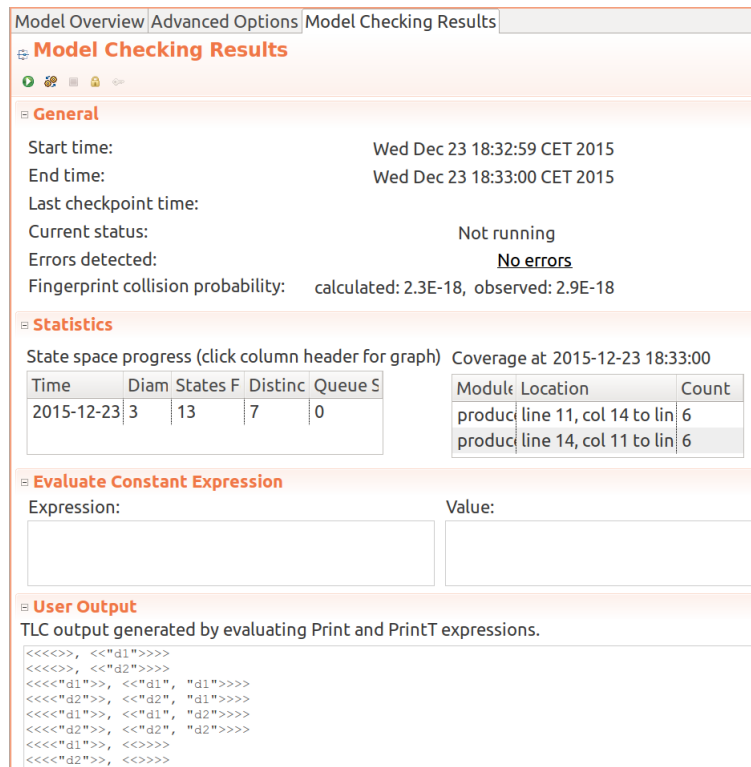 Model Overview Advanced Options Model Checking Results
Model Checking Results
General
Start time: Wed Dec 23 18:32:59 CET 2015
End time: Wed Dec 23 18:33:00 CET 2015
Last checkpoint time:
Current status: Not running
Errors detected: No errors
Fingerprint collision probability: calculated: 2.3E-18, observed: 2.9E-18
Statistics
State space progress (click column header for graph) Coverage at 2015-12-23 18:33:00
Time Diam States F Distinc Queue S Module Location Count
2015-12-23 3 13 7 0 produc line 11, col 14 to lin 6
produc line 14, col 11 to lin 6
Evaluate Constant Expression
Expression: Value:
User Output
TLC output generated by evaluating Print and PrintT expressions.
<<<<>>, <<"d1">>>>
<<<<>>, <<"d2">>>>
<<<<"d1">>, <<"d1", "d1">>>>
<<<<"d2">>, <<"d2", "d1">>>>
<<<<"d1">>, <<"d1", "d2">>>>
<<<<"d2">>, <<"d2", "d2">>>>
<<<<"d1">>, <<>>>>
<<<<"d2">>, <<>>>>